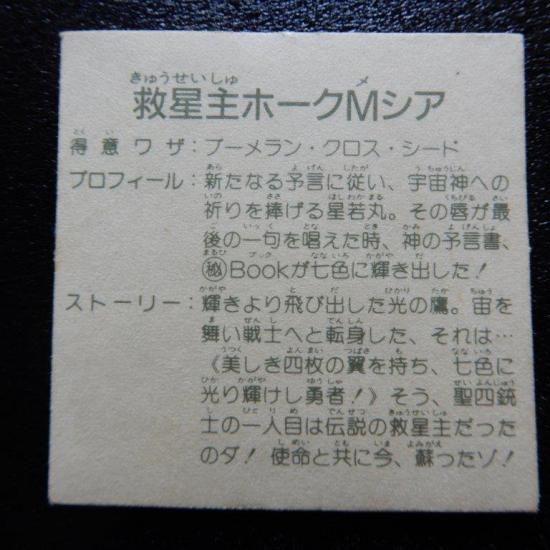 救星主ホークMシア
得意ワザ：ブーメラン・クロス・シード
プロフィール：新たなる予言に従い、宇宙神への
祈りを捧げる星若丸。その唇が最
後の一句を唱えた時、神の予言書、
㊙Bookが七色に輝き出した！
ストーリー：輝きより飛び出した光の鷹。宙を
舞い戦士へと転身した、それは…
《美しき四枚の翼を持ち、七色に
光り輝けし勇者！》そう、聖四銃
士の一人目は伝説の救星主だった
のダ！使命と共に今、蘇ったゾ！